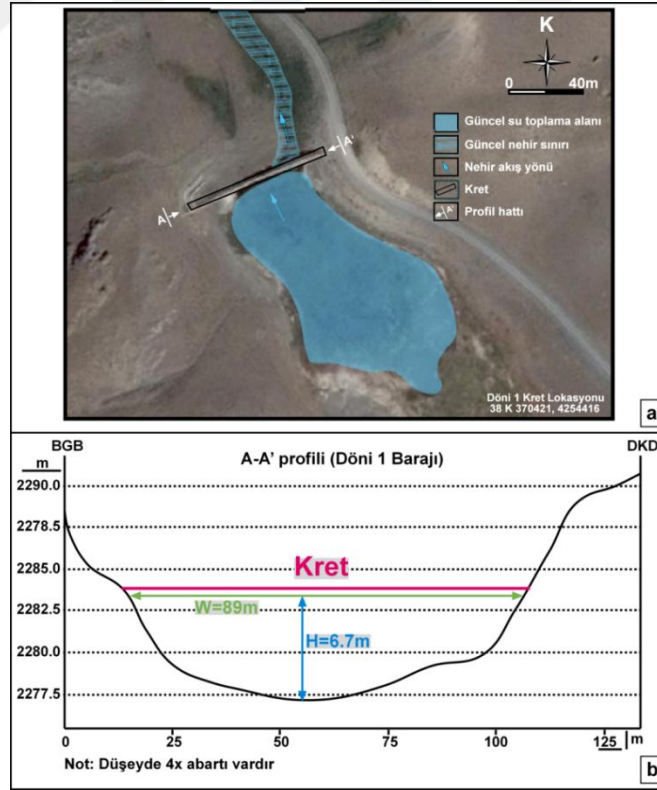 K
0 40m
Güncel su toplama alanı
Güncel nehir sınırı
Nehir akış yönü
Kret
A' Profil hattı
A'
A
Döni 1 Kret Lokasyonu
38 K 370421, 4254416
a
BGB A-A' profili (Döni 1 Barajı) DKD
m
2290.0
2278.5
2285.0
Kret
2282.5
W=89m
H=6.7m
2280.0
2277.5
0 25 50 75 100 125 m
Not: Düşeyde 4x abartı vardır
b